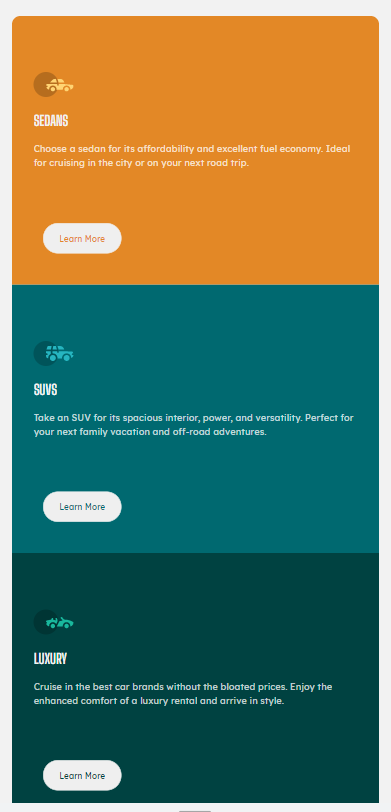 SEDANS
Choose a sedan for its affordability and excellent fuel economy. Ideal
for cruising in the city or on your next road trip.
Learn More
SUVS
Take an SUV for its spacious interior, power, and versatility. Perfect for
your next family vacation and off-road adventures.
Learn More
LUXURY
Cruise in the best car brands without the bloated prices. Enjoy the
enhanced comfort of a luxury rental and arrive in style.
Learn More